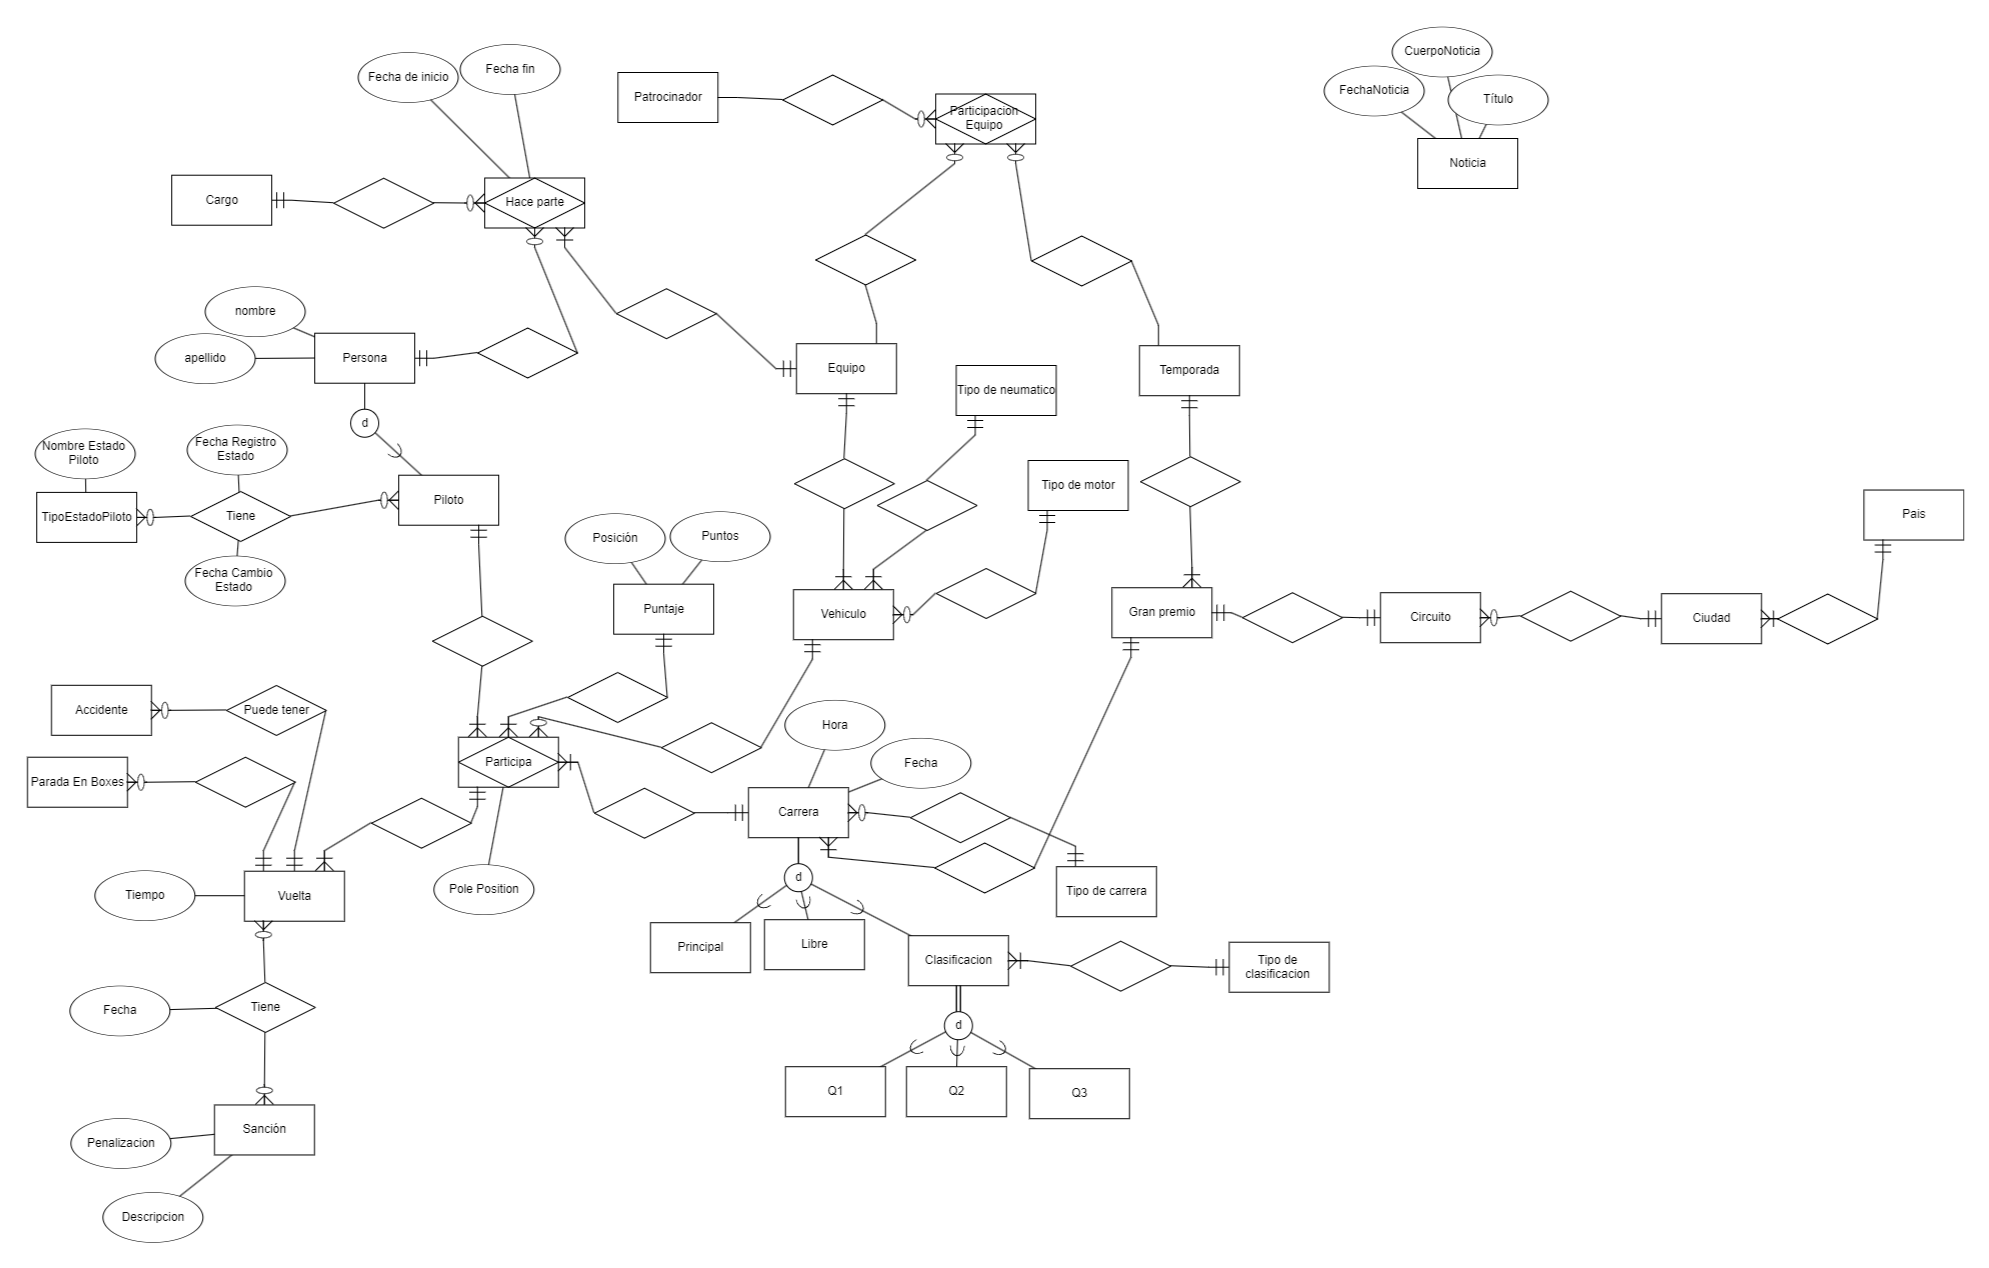 CuerpoNoticia
Fecha fin
Fecha de inicio
FechaNoticia
Título
Patrocinador
Participacion
Equipo
Noticia
Cargo
Hace parte
nombre
apellido
Persona
Equipo
Temporada
Tipo de neumatico
d
Nombre Estado
Piloto
Fecha Registro
Estado
Tipo de motor
Piloto
TipoEstadoPiloto
Tiene
Pais
Posición
Puntos
Fecha Cambio
Estado
Puntaje
Vehiculo
Gran premio
Circuito
Ciudad
Accidente
Puede tener
Hora
Participa
Fecha
Parada En Boxes
Carrera
d
Tiempo
Vuelta
Pole Position
Tipo de carrera
Principal
Libre
Clasificacion
Tipo de
clasificacion
Fecha
Tiene
d
Q1
Q2
Q3
Sanción
Penalizacion
Descripcion